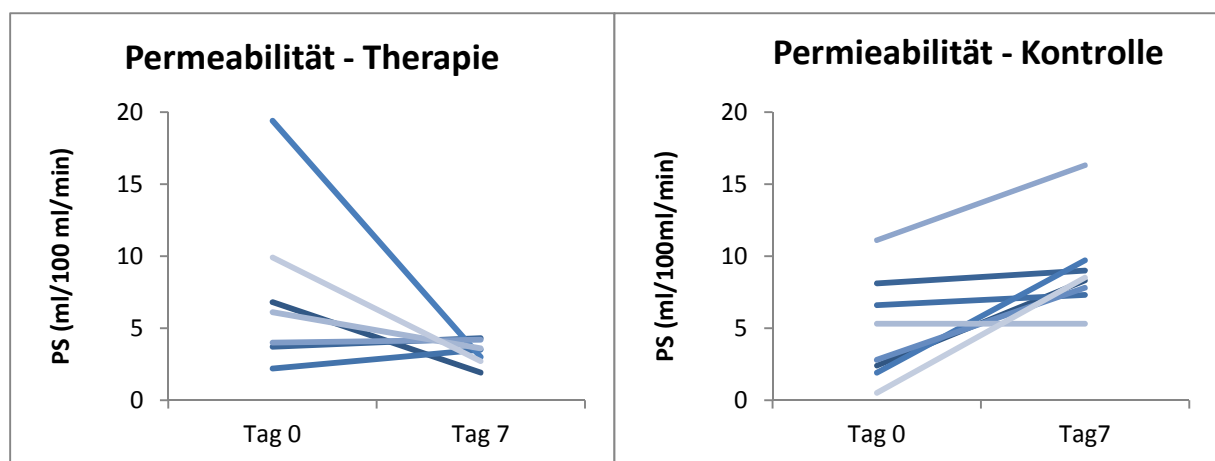 Permeabilität - Therapie
PS (ml/100 ml/min)
20
15
10
5
0
Tag 0
Tag 7
Permieabilität - Kontrolle
PS (ml/100ml/min)
20
15
10
5
0
Tag 0
Tag7